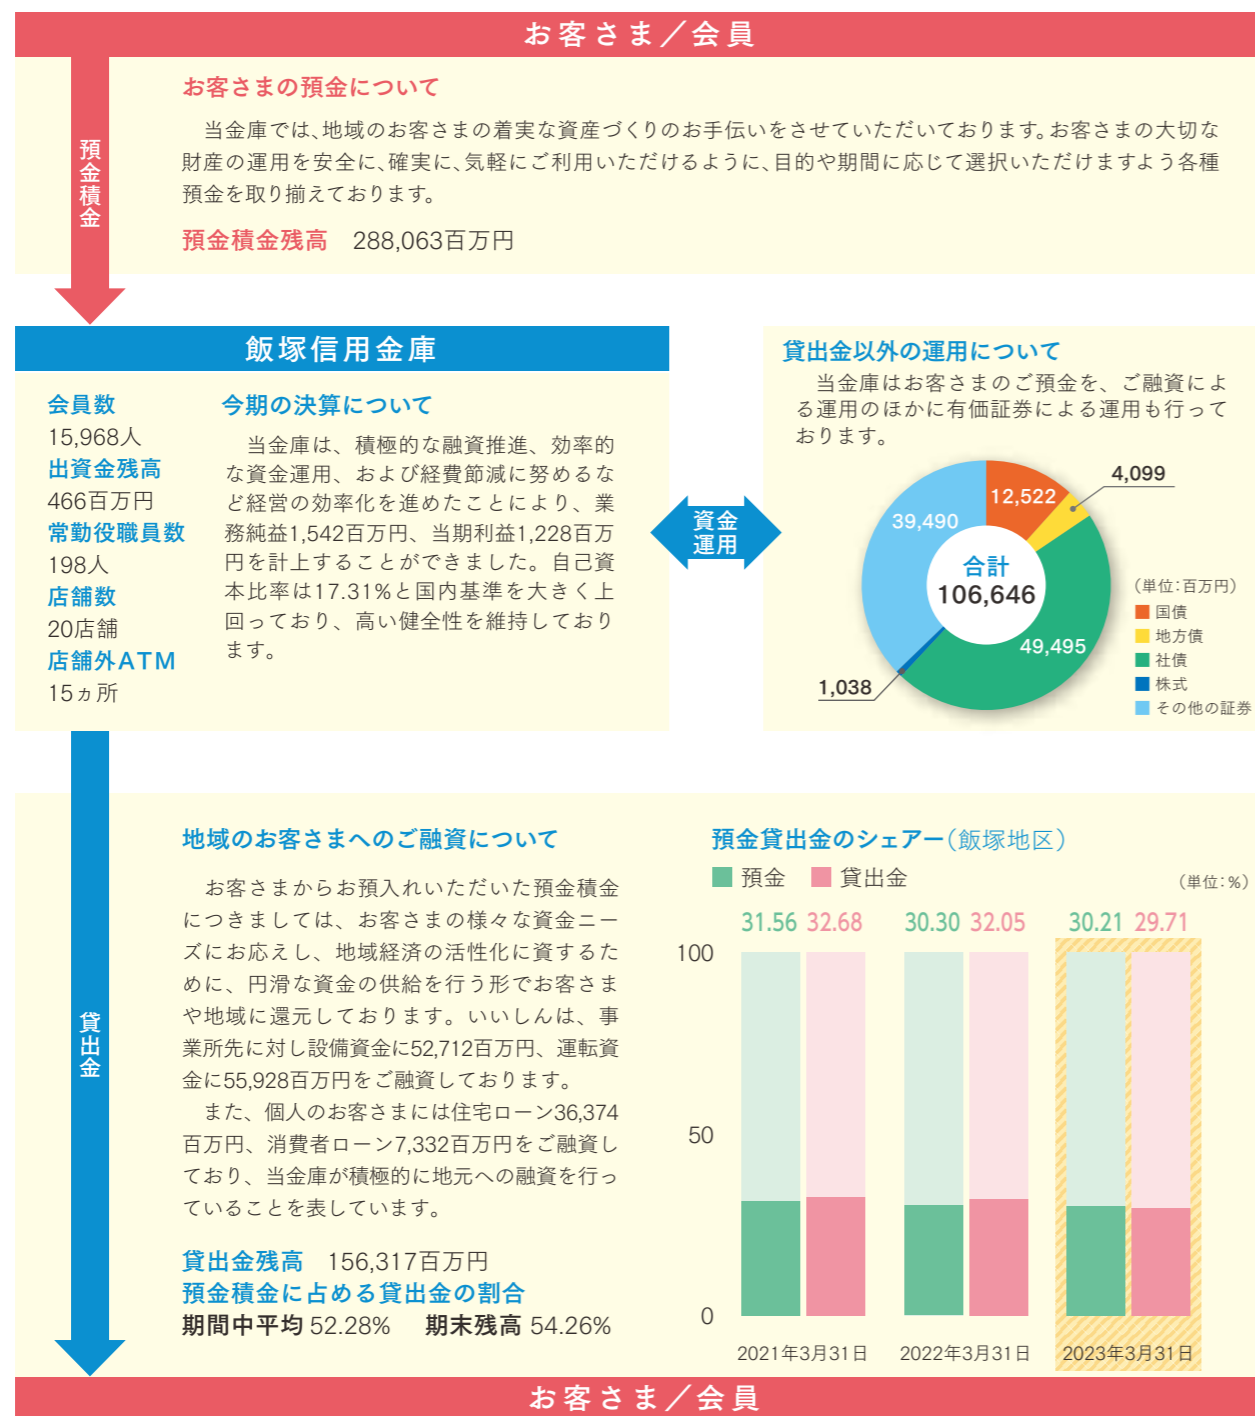 お客さま／会員
預金積金
お客さまの預金について
当金庫では、地域のお客さまの着実な資産づくりのお手伝いをさせていただいております。お客さまの大切な
財産の運用を安全に、確実に、気軽にご利用いただけるように、目的や期間に応じて選択いただけますよう各種
預金を取り揃えております。
預金積金残高 288,063百万円
飯塚信用金庫
会員数
15,968人
出資金残高
466百万円
常勤役職員数
198人
店舗数
20店舗
店舗外ATM
15ヵ所
今期の決算について
当金庫は、積極的な融資推進、効率的
な資金運用、および経費節減に努めるな
ど経営の効率化を進めたことにより、業
務純益1,542百万円、当期利益1,228百万
円を計上することができました。自己資
本比率は17.31%と国内基準を大きく上
回っており、高い健全性を維持しており
ます。
資金
運用
貸出金以外の運用について
当金庫はお客さまのご預金を、ご融資によ
る運用のほかに有価証券による運用も行って
おります。
4,099
12,522
39,490
合計
106,646
49,495
1,038
（単位：百万円）
国債
地方債
社債
株式
その他の証券
貸出金
地域のお客さまへのご融資について
お客さまからお預入れいただいた預金積金
につきましては、お客さまの様々な資金ニー
ズにお応えし、地域経済の活性化に資するた
めに、円滑な資金の供給を行う形でお客さま
や地域に還元しております。いいしんは、事
業所先に対し設備資金に52,712百万円、運転資
金に55,928百万円をご融資しております。
また、個人のお客さまには住宅ローン36,374
百万円、消費者ローン7,332百万円をご融資し
ており、当金庫が積極的に地元への融資を行っ
ていることを表しています。
貸出金残高 156,317百万円
預金積金に占める貸出金の割合
期間中平均 52.28% 期末残高 54.26%
預金貸出金のシェアー（飯塚地区）
預金 貸出金 （単位：%）
31.56 32.68 30.30 32.05 30.21 29.71
100
50
0
2021年3月31日 2022年3月31日 2023年3月31日
お客さま／会員